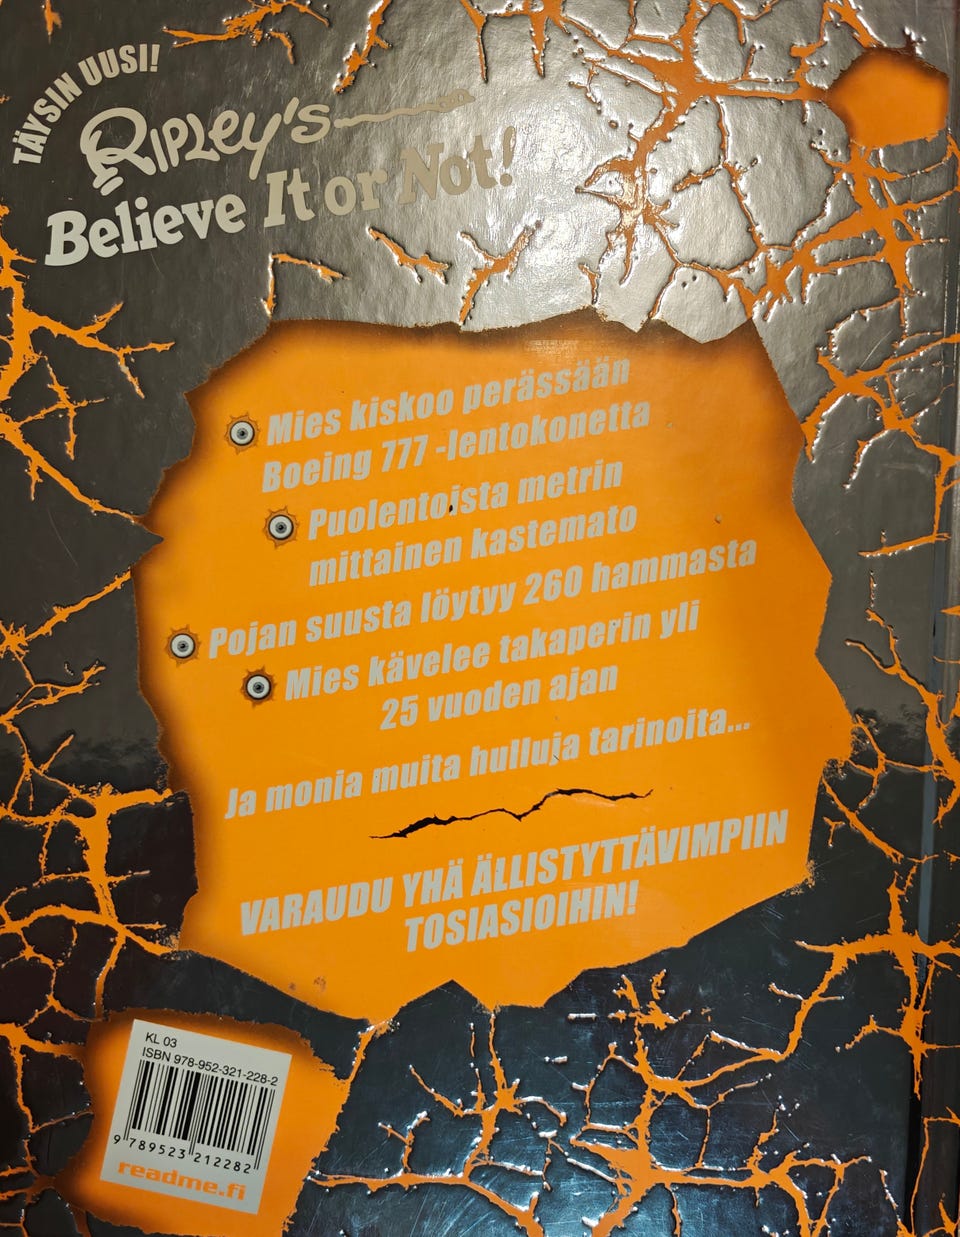 TÄYSIN UUSI!
RIPLEY'S
Believe It or Not!
Mies kiskoo perässään
Boeing 777 -lentokonetta
Puolentoista metrin
mittainen kastemato
Pojan suusta löytyy 260 hammasta
Mies kävelee takaperin yli
25 vuoden ajan
Ja monia muita hulluja tarinoita...
VARAUDU YHÄ ÄLLISTYTTÄVIMPIIN
TOSIASIOIHIN!
KL 03
ISBN 978-952-321-228-2
9 789523 212282
readme.fi